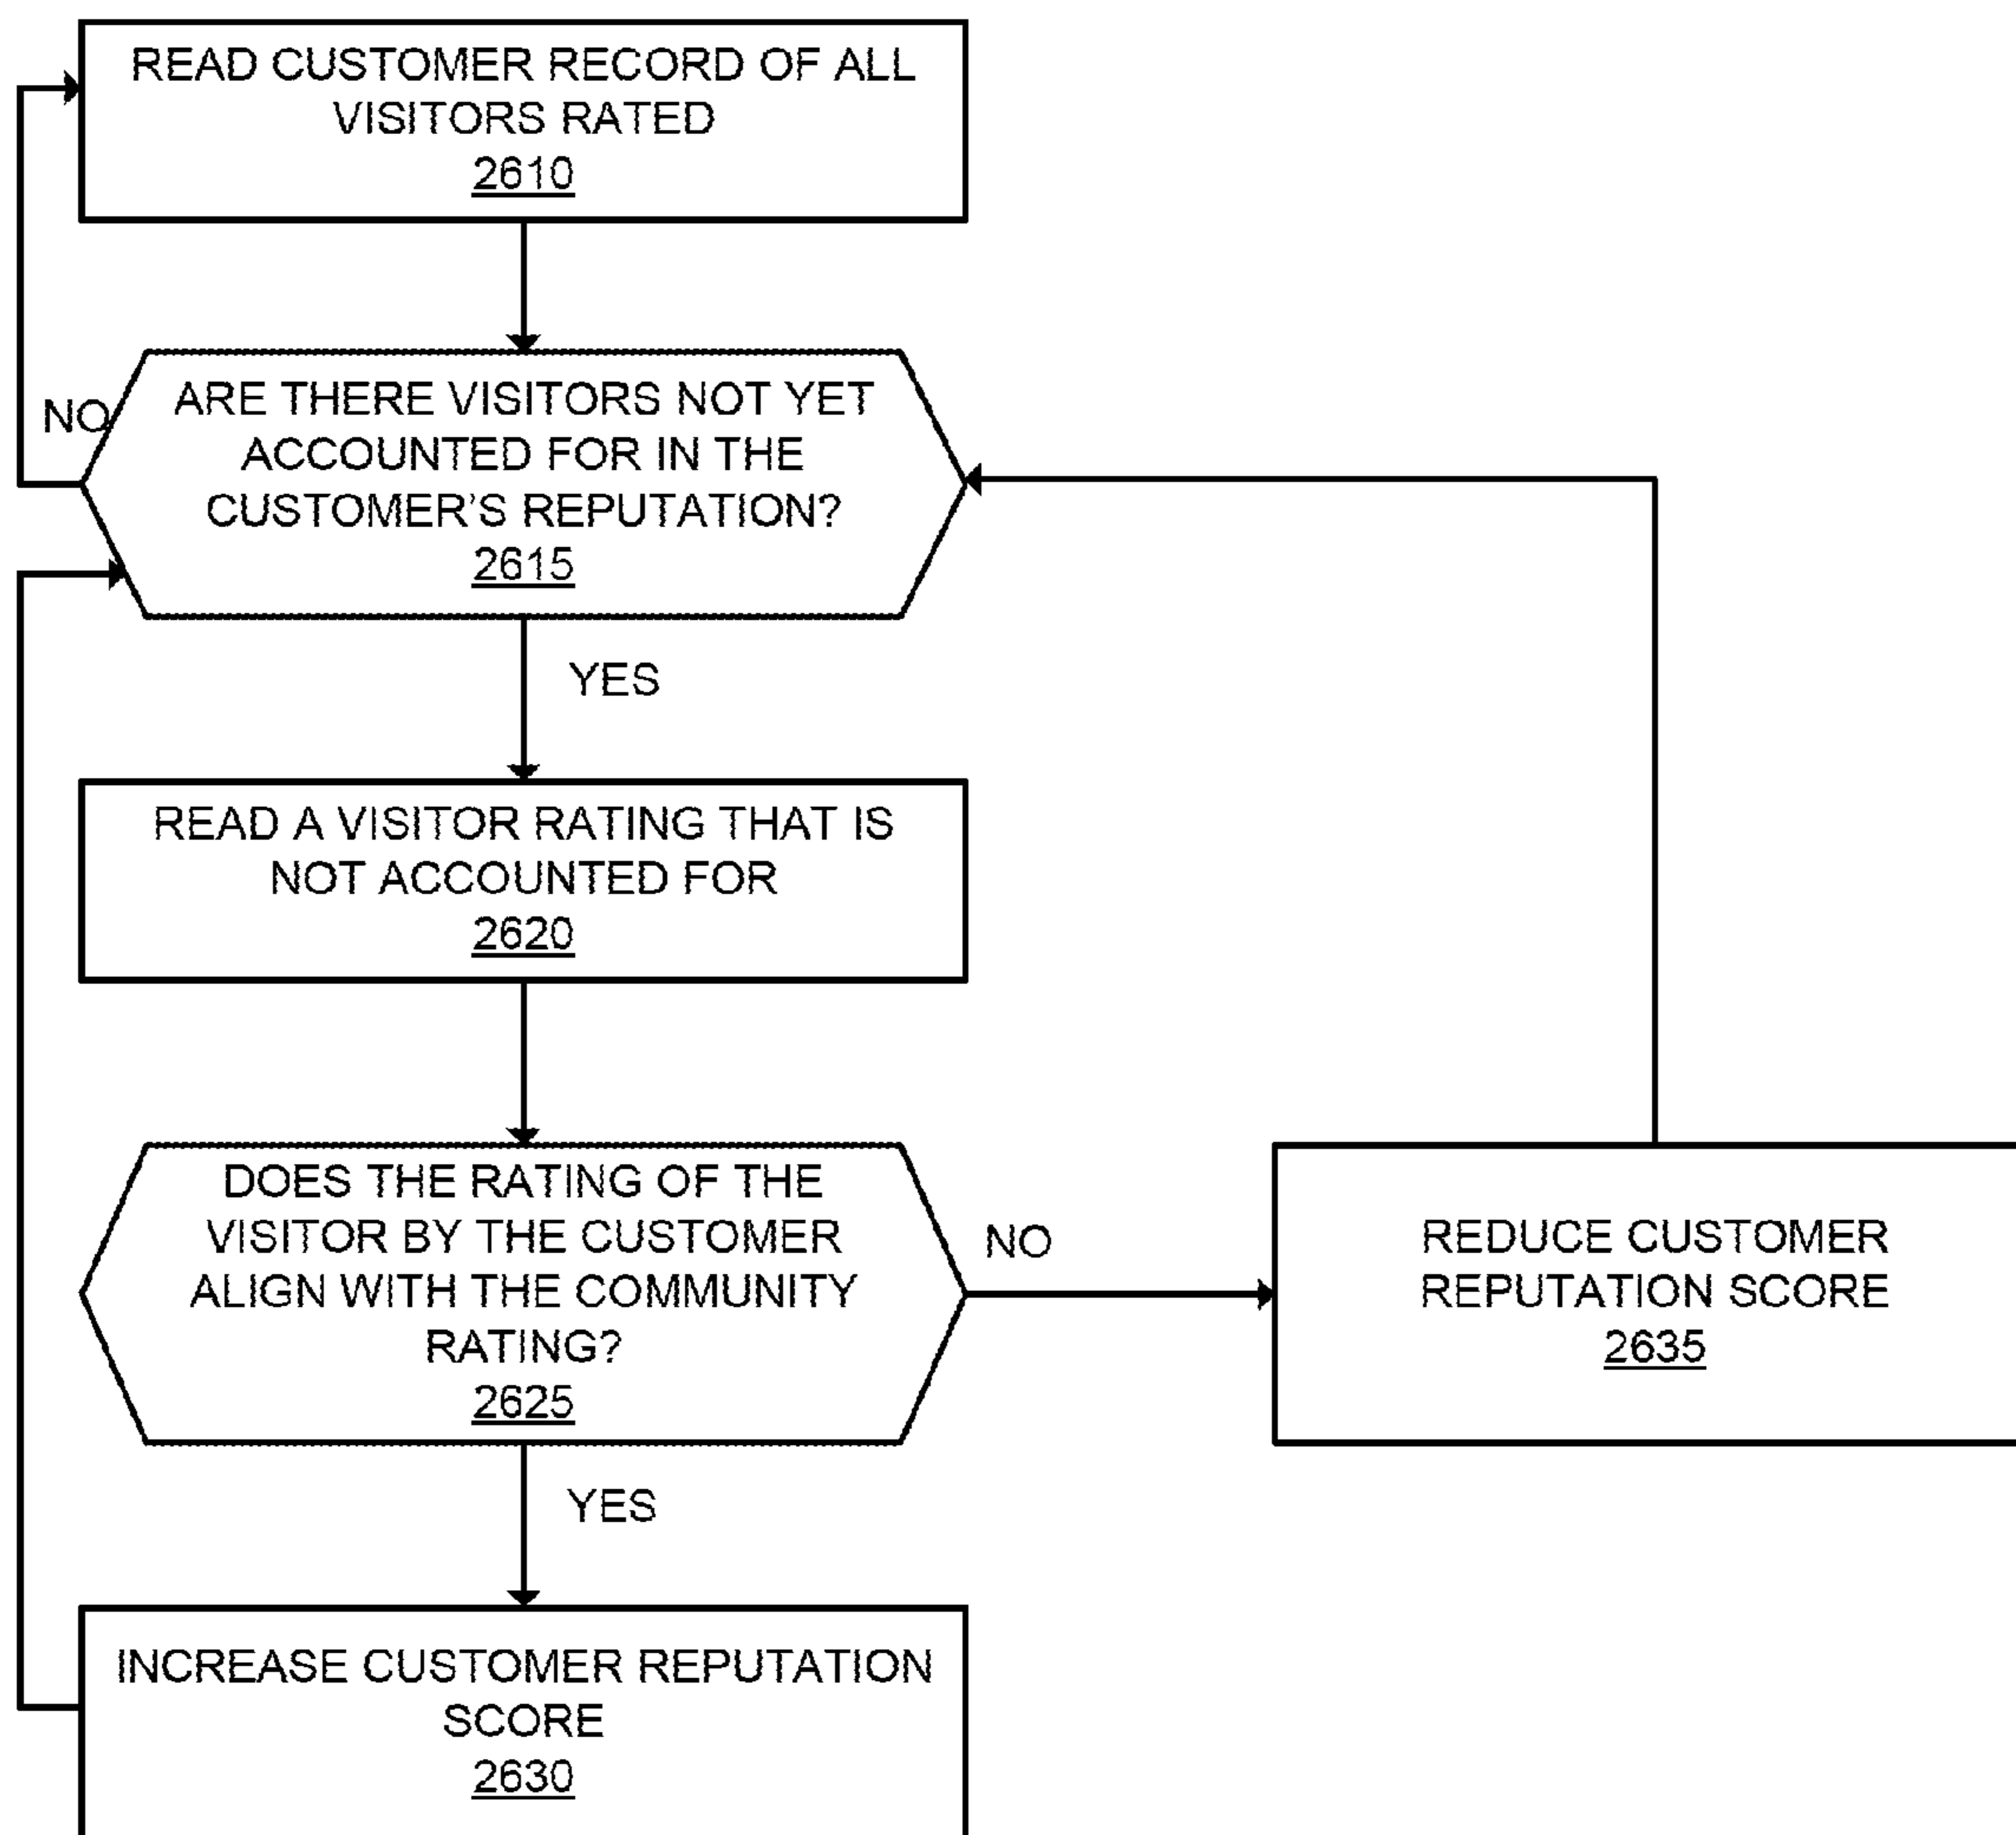 READ CUSTOMER RECORD OF ALL
VISITORS RATED
2610
NO
ARE THERE VISITORS NOT YET
ACCOUNTED FOR IN THE
CUSTOMER'S REPUTATION?
2615
YES
READ A VISITOR RATING THAT IS
NOT ACCOUNTED FOR
2620
DOES THE RATING OF THE
VISITOR BY THE CUSTOMER
ALIGN WITH THE COMMUNITY
RATING?
2625
NO
REDUCE CUSTOMER
REPUTATION SCORE
2635
YES
INCREASE CUSTOMER REPUTATION
SCORE
2630